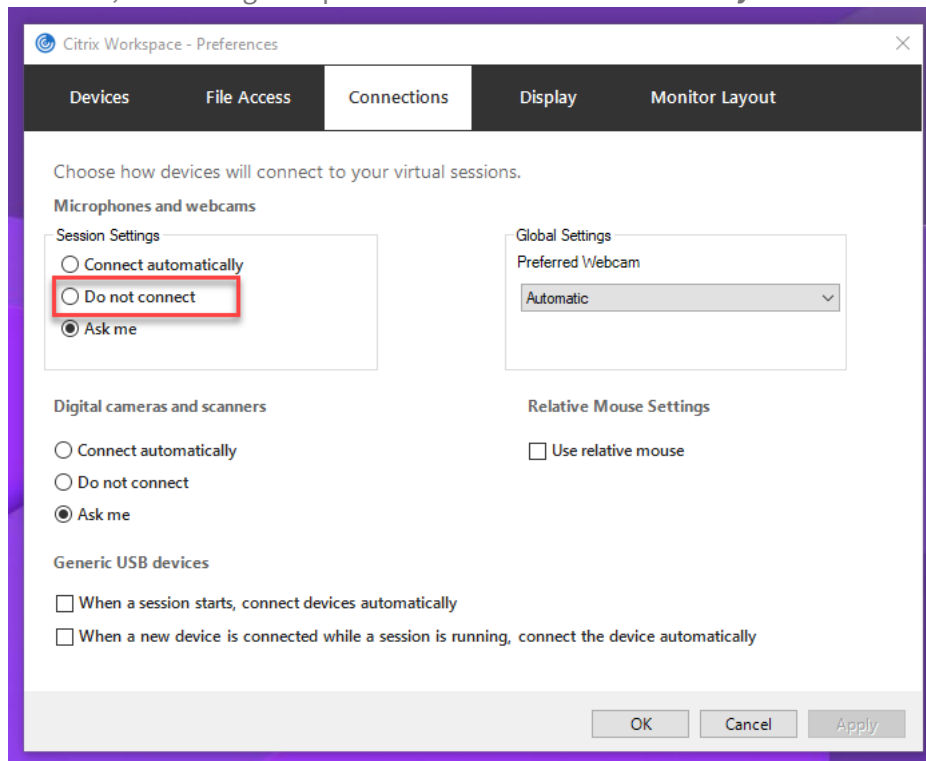 Citrix Workspace - Preferences
Devices File Access Connections Display Monitor Layout
Choose how devices will connect to your virtual sessions.
Microphones and webcams
Session Settings
Connect automatically
Do not connect
Ask me
Global Settings
Preferred Webcam
Automatic
Digital cameras and scanners
Connect automatically
Do not connect
Ask me
Relative Mouse Settings
Use relative mouse
Generic USB devices
When a session starts, connect devices automatically
When a new device is connected while a session is running, connect the device automatically
OK Cancel Apply